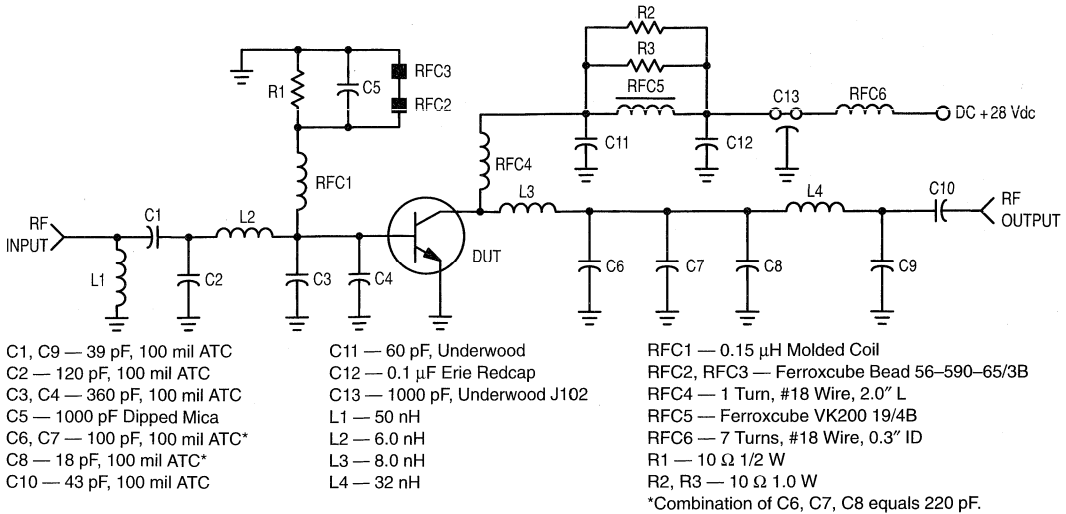 R2
R3
RFC5
R1
C5
RFC3
RFC2
C13
RFC6
DC +28 Vdc
C11
C12
RFC4
RFC1
L3
L4
C10
RF
OUTPUT
RF
INPUT
C1
L2
DUT
L1
C2
C3
C4
C6
C7
C8
C9
C1, C9 — 39 pF, 100 mil ATC
C2 — 120 pF, 100 mil ATC
C3, C4 — 360 pF, 100 mil ATC
C5 — 1000 pF Dipped Mica
C6, C7 — 100 pF, 100 mil ATC*
C8 — 18 pF, 100 mil ATC*
C10 — 43 pF, 100 mil ATC
C11 — 60 pF, Underwood
C12 — 0.1 μF Erie Redcap
C13 — 1000 pF, Underwood J102
L1 — 50 nH
L2 — 6.0 nH
L3 — 8.0 nH
L4 — 32 nH
RFC1 — 0.15 μH Molded Coil
RFC2, RFC3 — Ferroxcube Bead 56–590–65/3B
RFC4 — 1 Turn, #18 Wire, 2.0″ L
RFC5 — Ferroxcube VK200 19/4B
RFC6 — 7 Turns, #18 Wire, 0.3″ ID
R1 — 10 Ω 1/2 W
R2, R3 — 10 Ω 1.0 W
*Combination of C6, C7, C8 equals 220 pF.